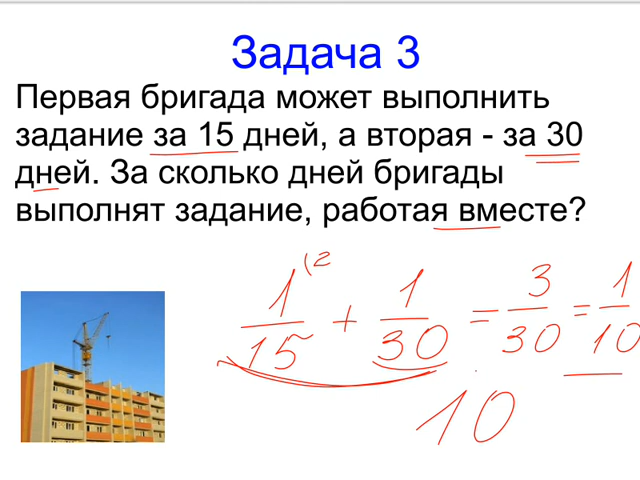 Задача 3
Первая бригада может выполнить
задание за 15 дней, а вторая - за 30
дней. За сколько дней бригады
выполнят задание, работая вместе?
1/15 (2 + 1/30 = 3/30 = 1/10
10